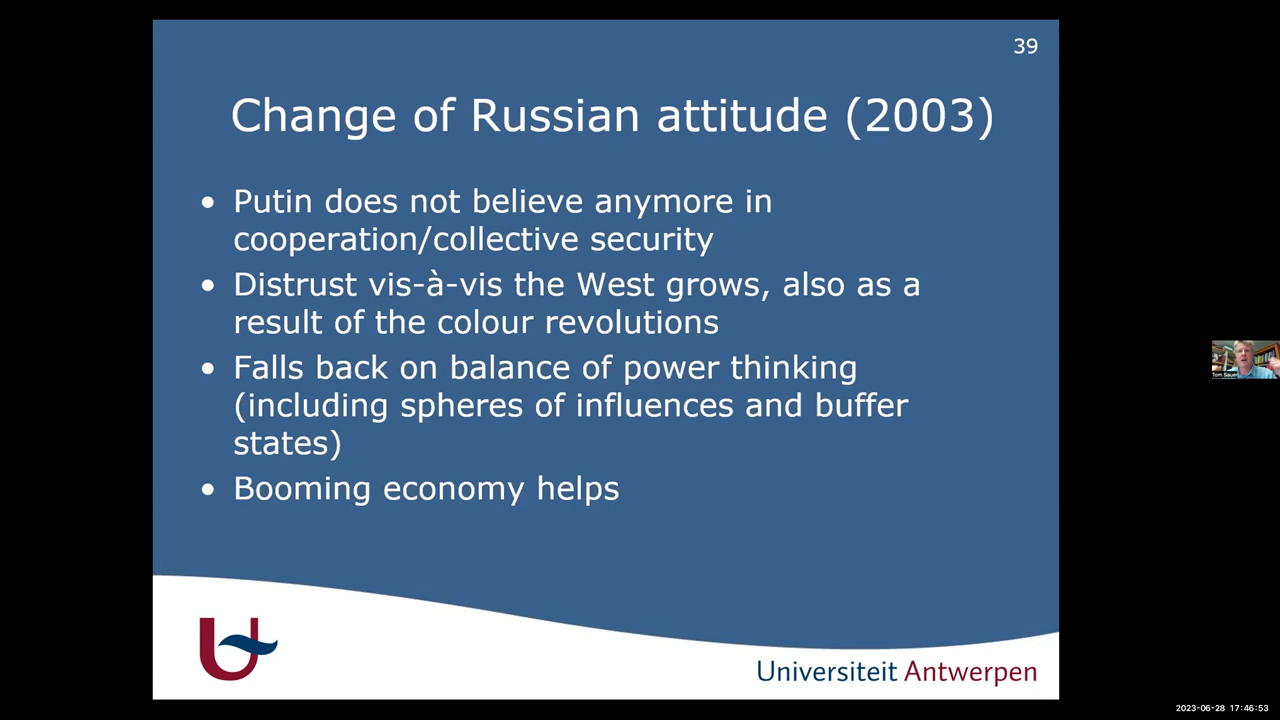 39
Change of Russian attitude (2003)
• Putin does not believe anymore in
cooperation/collective security
• Distrust vis-à-vis the West grows, also as a
result of the colour revolutions
• Falls back on balance of power thinking
(including spheres of influences and buffer
states)
• Booming economy helps
Tom Sauer
Universiteit Antwerpen
2023-06-28 17:46:53